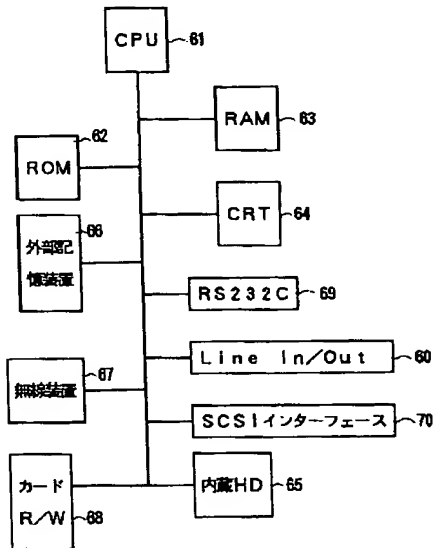 CPU
61
RAM
63
62
ROM
CRT
64
66
外部記
憶装置
RS232C
69
Line In/Out
60
67
無線装置
SCSIインターフェース
70
カード
R/W
68
内蔵HD
65